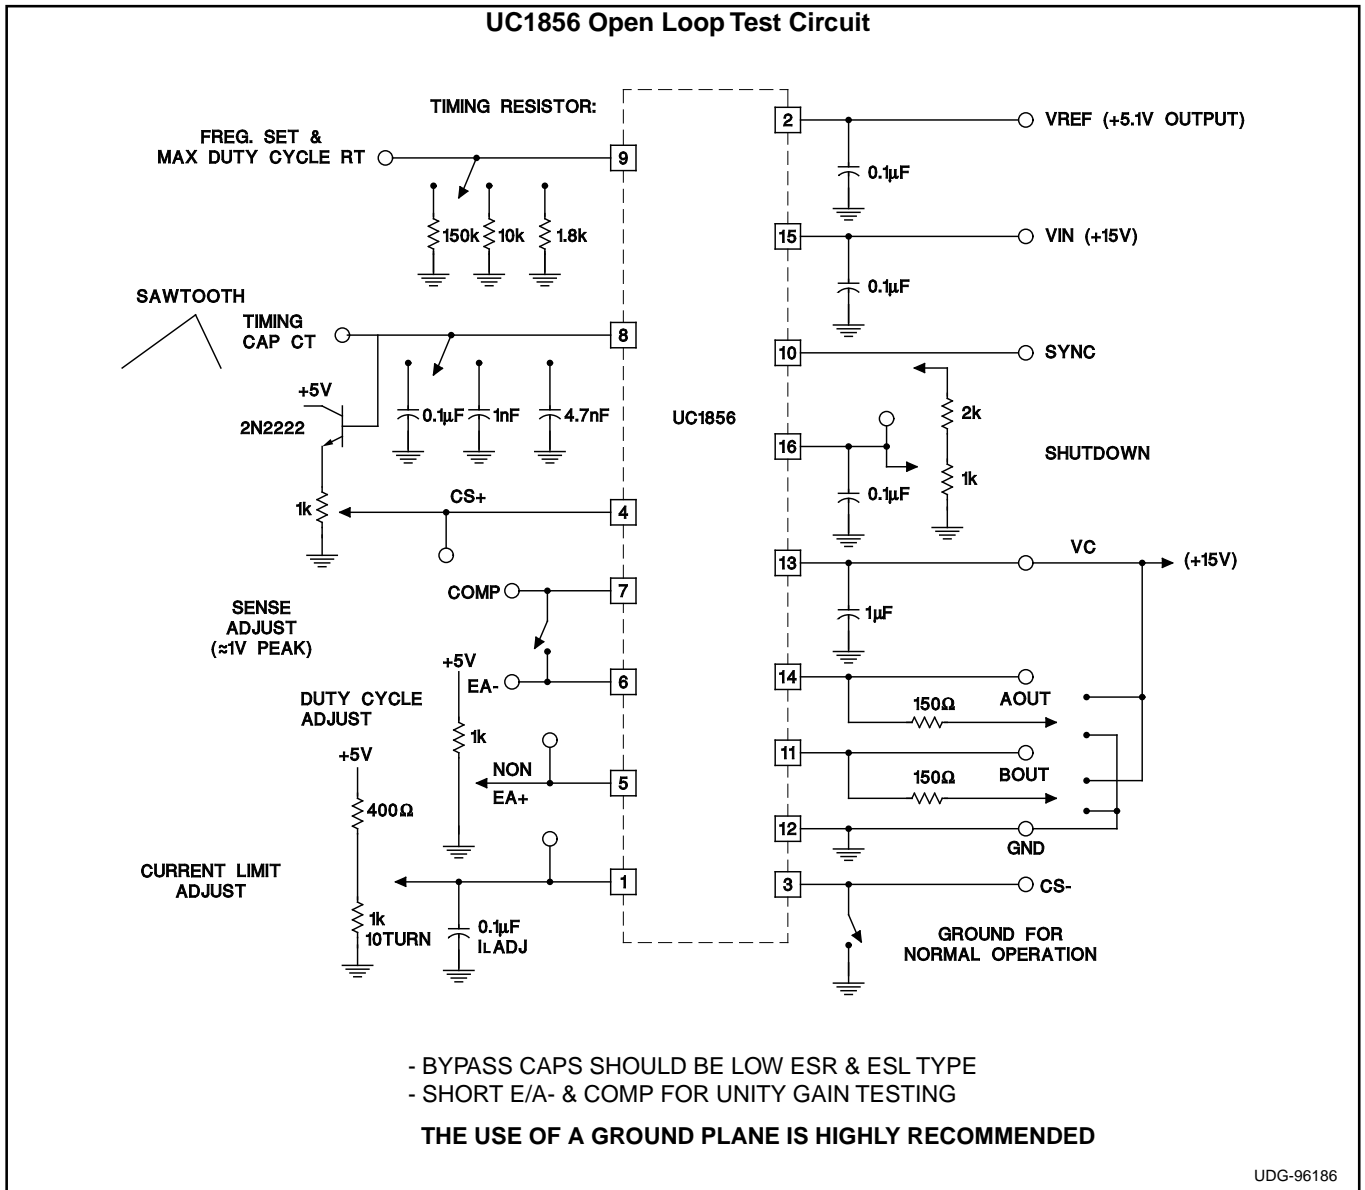 UC1856 Open Loop Test Circuit
TIMING RESISTOR:
FREG. SET &
MAX DUTY CYCLE RT
9
150k
10k
1.8k
SAWTOOTH
TIMING
CAP CT
8
+5V
2N2222
0.1µF
1nF
4.7nF
1k
CS+
4
COMP
7
SENSE
ADJUST
(≈1V PEAK)
+5V
EA-
6
DUTY CYCLE
ADJUST
1k
+5V
NON
EA+
5
400Ω
CURRENT LIMIT
ADJUST
1
1k
10TURN
0.1µF
ILADJ
UC1856
2
VREF (+5.1V OUTPUT)
0.1µF
15
VIN (+15V)
0.1µF
10
SYNC
2k
16
SHUTDOWN
0.1µF
1k
13
VC
(+15V)
1µF
14
AOUT
150Ω
11
BOUT
150Ω
12
GND
3
CS-
GROUND FOR
NORMAL OPERATION
- BYPASS CAPS SHOULD BE LOW ESR & ESL TYPE
- SHORT E/A- & COMP FOR UNITY GAIN TESTING
THE USE OF A GROUND PLANE IS HIGHLY RECOMMENDED
UDG-96186